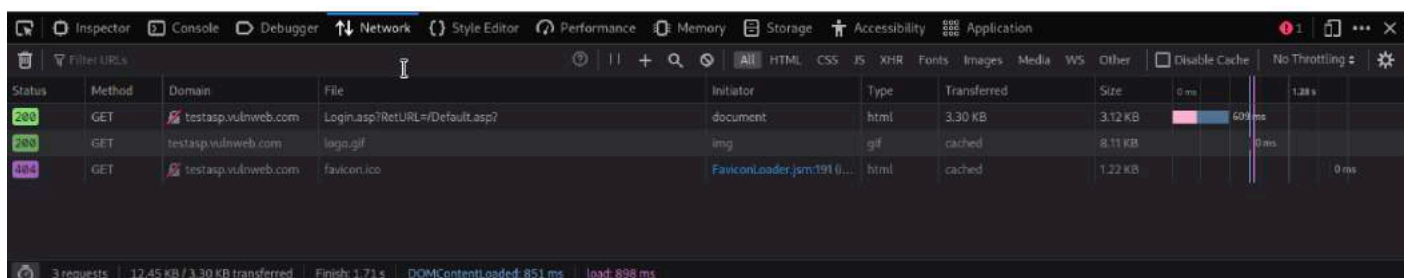 Inspector Console Debugger Network Style Editor Performance Memory Storage Accessibility Application 1
Filter URLs All HTML CSS JS XHR Fonts Images Media WS Other Disable Cache No Throttling
Status Method Domain File Initiator Type Transferred Size 0 ms 1.28 s
200 GET testasp.vulnweb.com Login.asp?RetURL=/Default.asp? document html 3.30 KB 3.12 KB 609 ms
200 GET testasp.vulnweb.com logo.gif img gif cached 8.11 KB 0 ms
404 GET testasp.vulnweb.com favicon.ico FaviconLoader.jsm:191 (l... html cached 1.22 KB 0 ms
3 requests 12.45 KB / 3.30 KB transferred Finish: 1.71 s DOMContentLoaded: 851 ms load: 898 ms